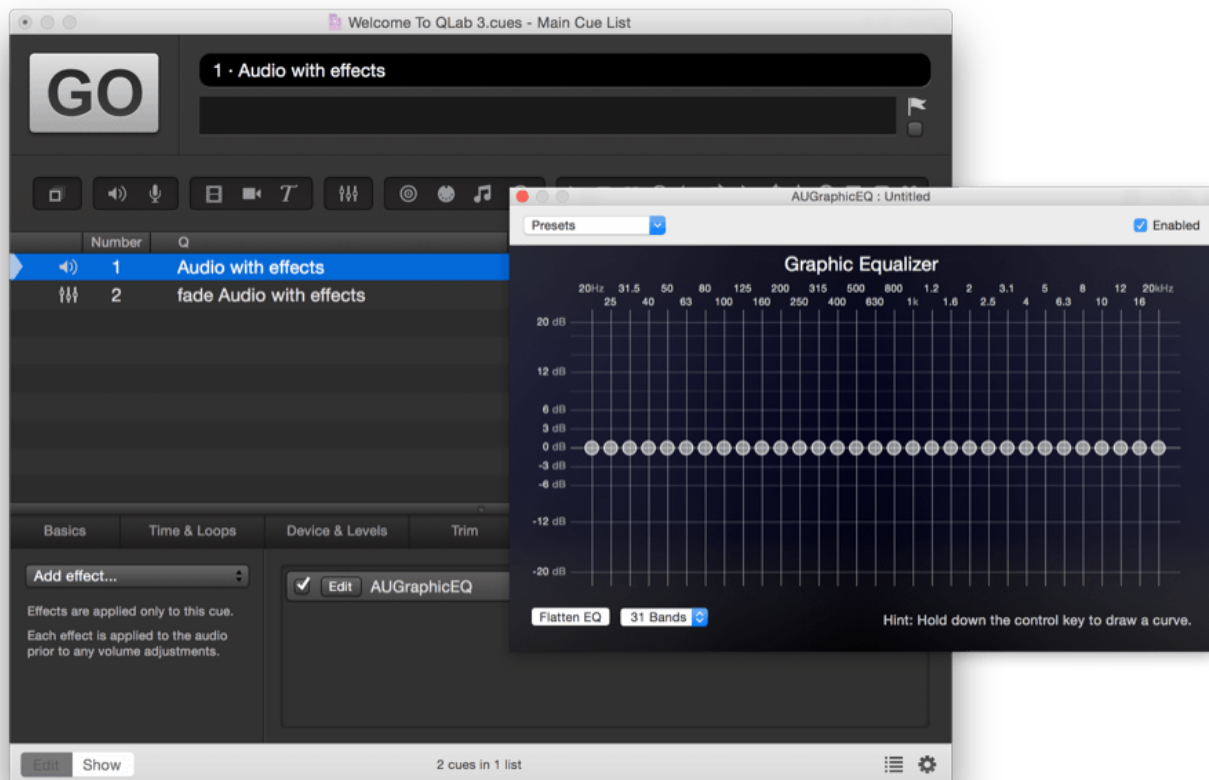 Welcome To QLab 3.cues - Main Cue List
GO
1 · Audio with effects
T
Number Q
1 Audio with effects
2 fade Audio with effects
Basics Time & Loops Device & Levels Trim
Add effect...
Effects are applied only to this cue.
Each effect is applied to the audio
prior to any volume adjustments.
Edit AUGraphicEQ
Edit Show
2 cues in 1 list
AUGraphicEQ : Untitled
Presets
Enabled
Graphic Equalizer
20Hz 31.5 50 80 125 200 315 500 800 1.2 2 3.1 5 8 12 20kHz
25 40 63 100 160 250 400 630 1k 1.6 2.5 4 6.3 10 16
20 dB
12 dB
6 dB
3 dB
0 dB
-3 dB
-6 dB
-12 dB
-20 dB
Flatten EQ 31 Bands
Hint: Hold down the control key to draw a curve.